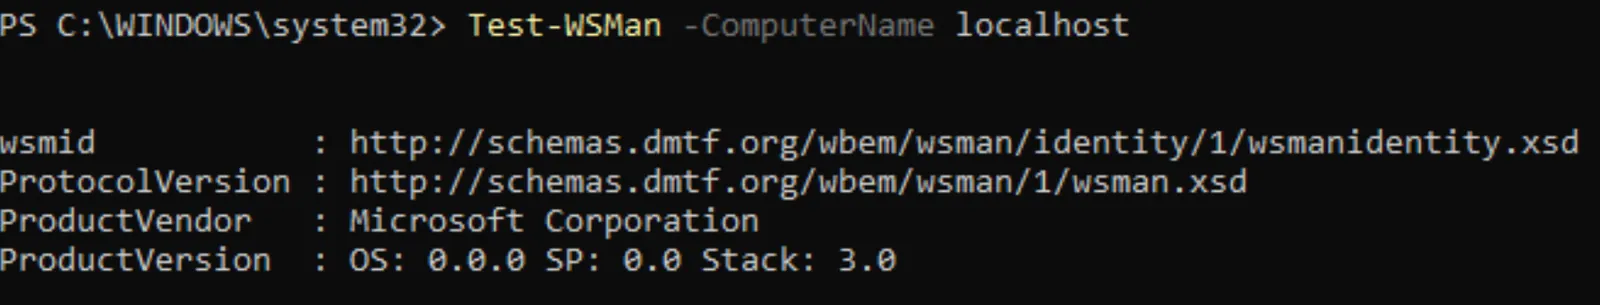 PS C:\WINDOWS\system32> Test-WSMan -ComputerName localhost
wsmid           : http://schemas.dmtf.org/wbem/wsman/identity/1/wsmanidentity.xsd
ProtocolVersion : http://schemas.dmtf.org/wbem/wsman/1/wsman.xsd
ProductVendor   : Microsoft Corporation
ProductVersion  : OS: 0.0.0 SP: 0.0 Stack: 3.0